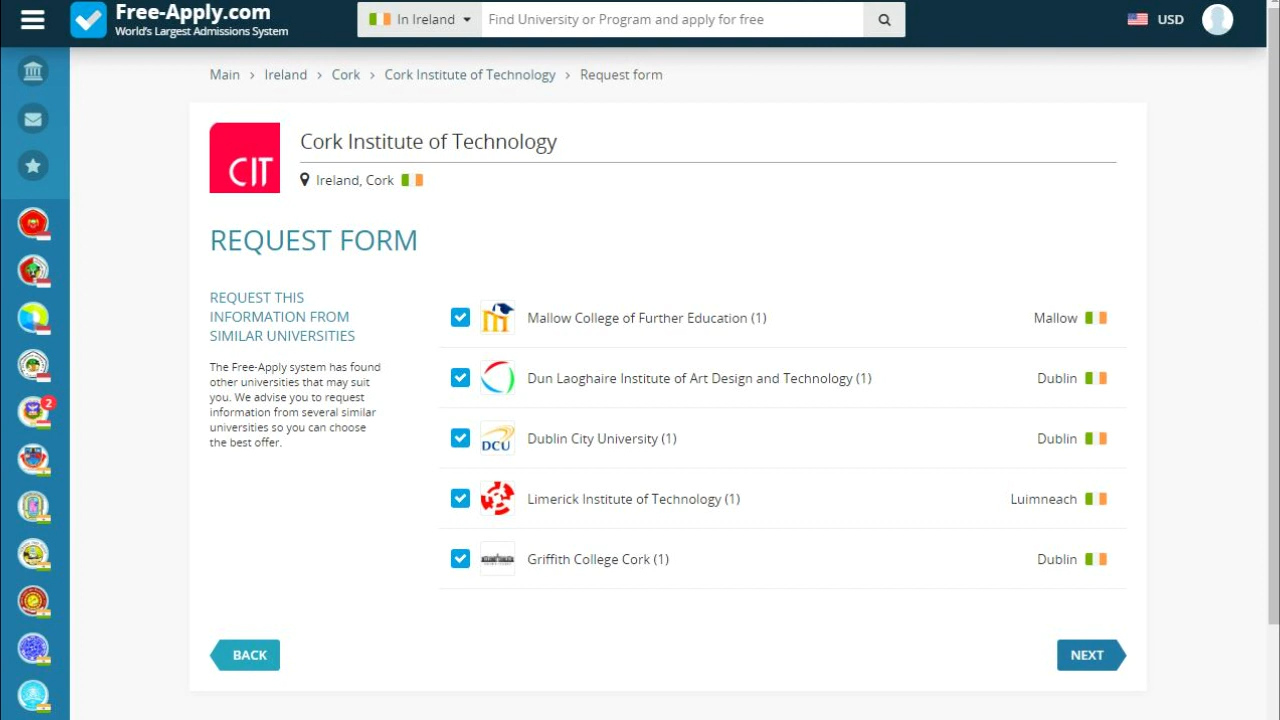 Free-Apply.com
World's Largest Admissions System
In Ireland
Find University or Program and apply for free
USD
Main > Ireland > Cork > Cork Institute of Technology > Request form
CIT
Cork Institute of Technology
Ireland, Cork
REQUEST FORM
REQUEST THIS
INFORMATION FROM
SIMILAR UNIVERSITIES
The Free-Apply system has found
other universities that may suit
you. We advise you to request
information from several similar
universities so you can choose
the best offer.
Mallow College of Further Education (1) Mallow
Dun Laoghaire Institute of Art Design and Technology (1) Dublin
DCU Dublin City University (1) Dublin
Limerick Institute of Technology (1) Luimneach
Griffith College Cork (1) Dublin
2
BACK
NEXT